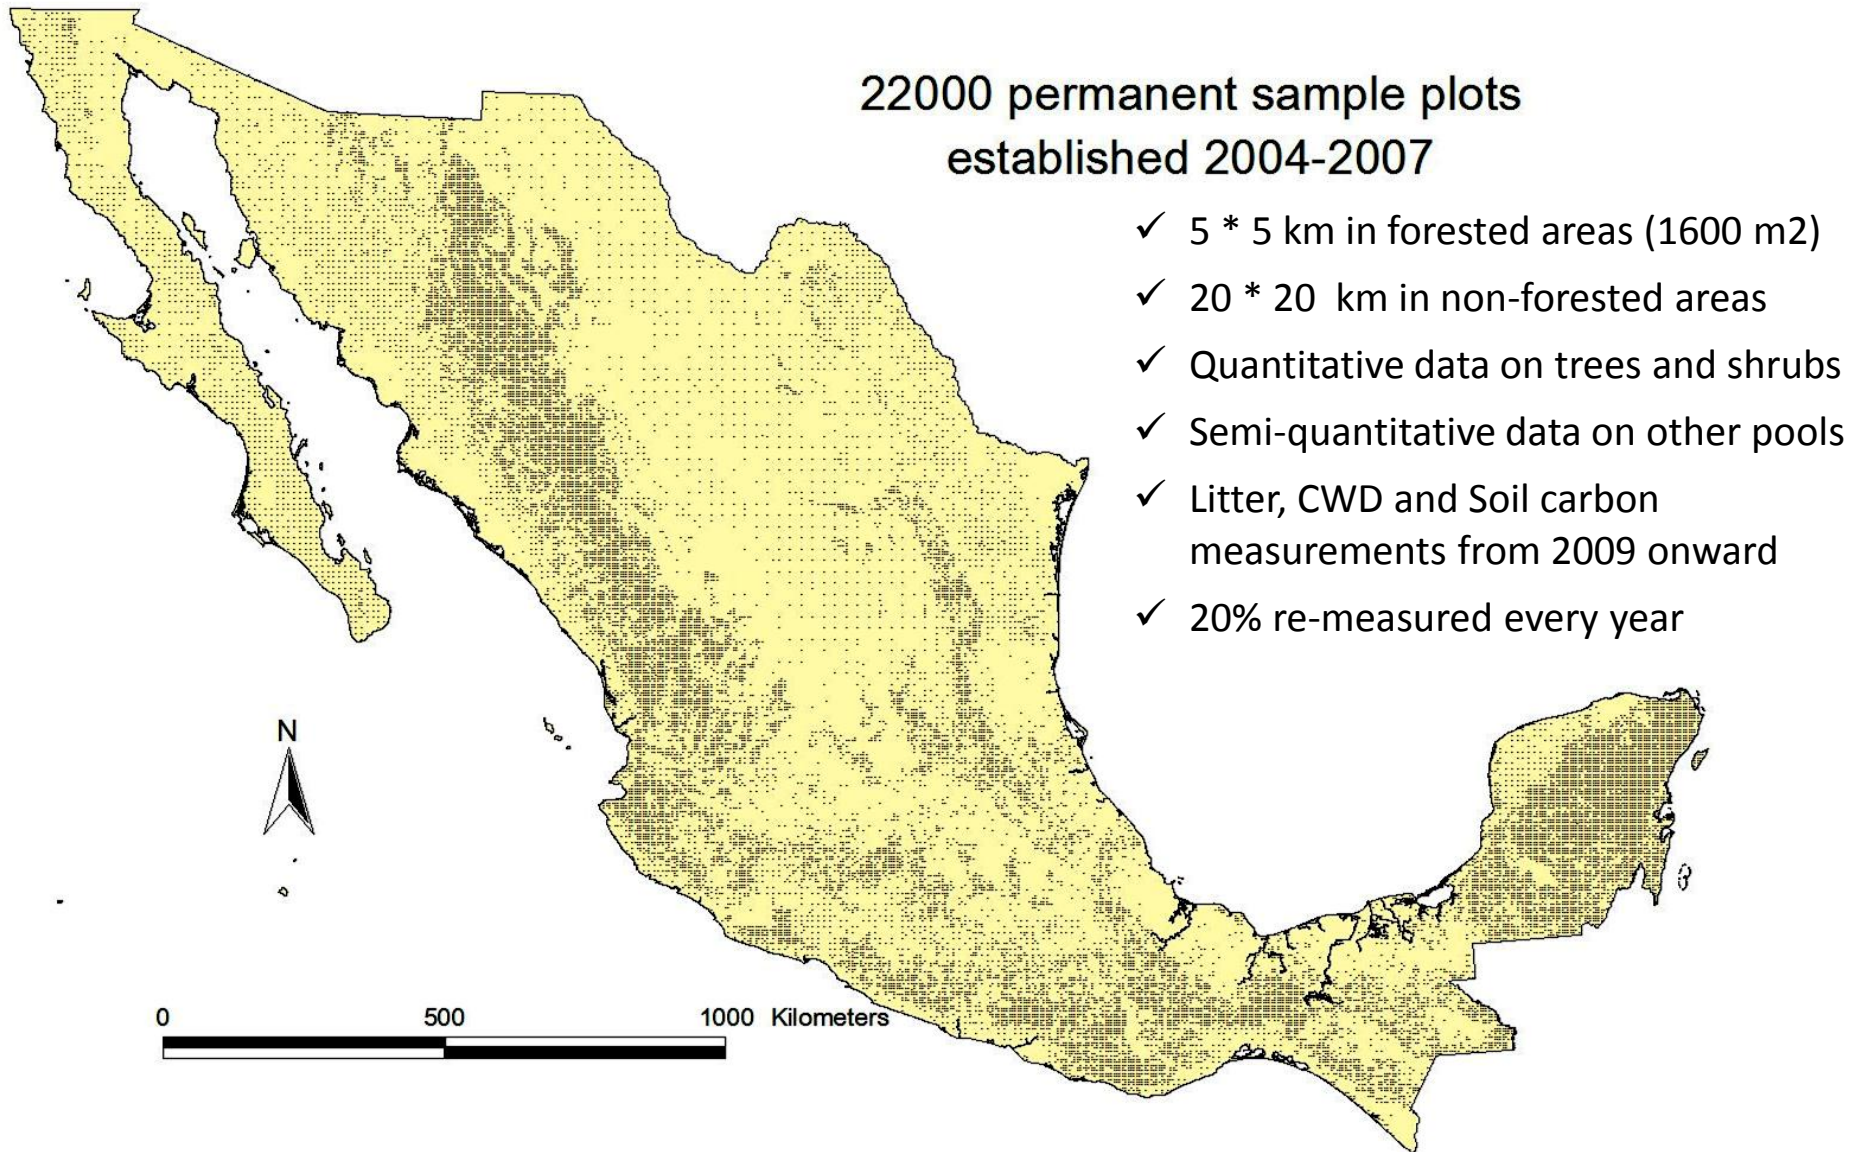 22000 permanent sample plots
established 2004-2007
✓ 5 * 5 km in forested areas (1600 m2)
✓ 20 * 20 km in non-forested areas
✓ Quantitative data on trees and shrubs
✓ Semi-quantitative data on other pools
✓ Litter, CWD and Soil carbon
measurements from 2009 onward
✓ 20% re-measured every year
N
0 500 1000 Kilometers